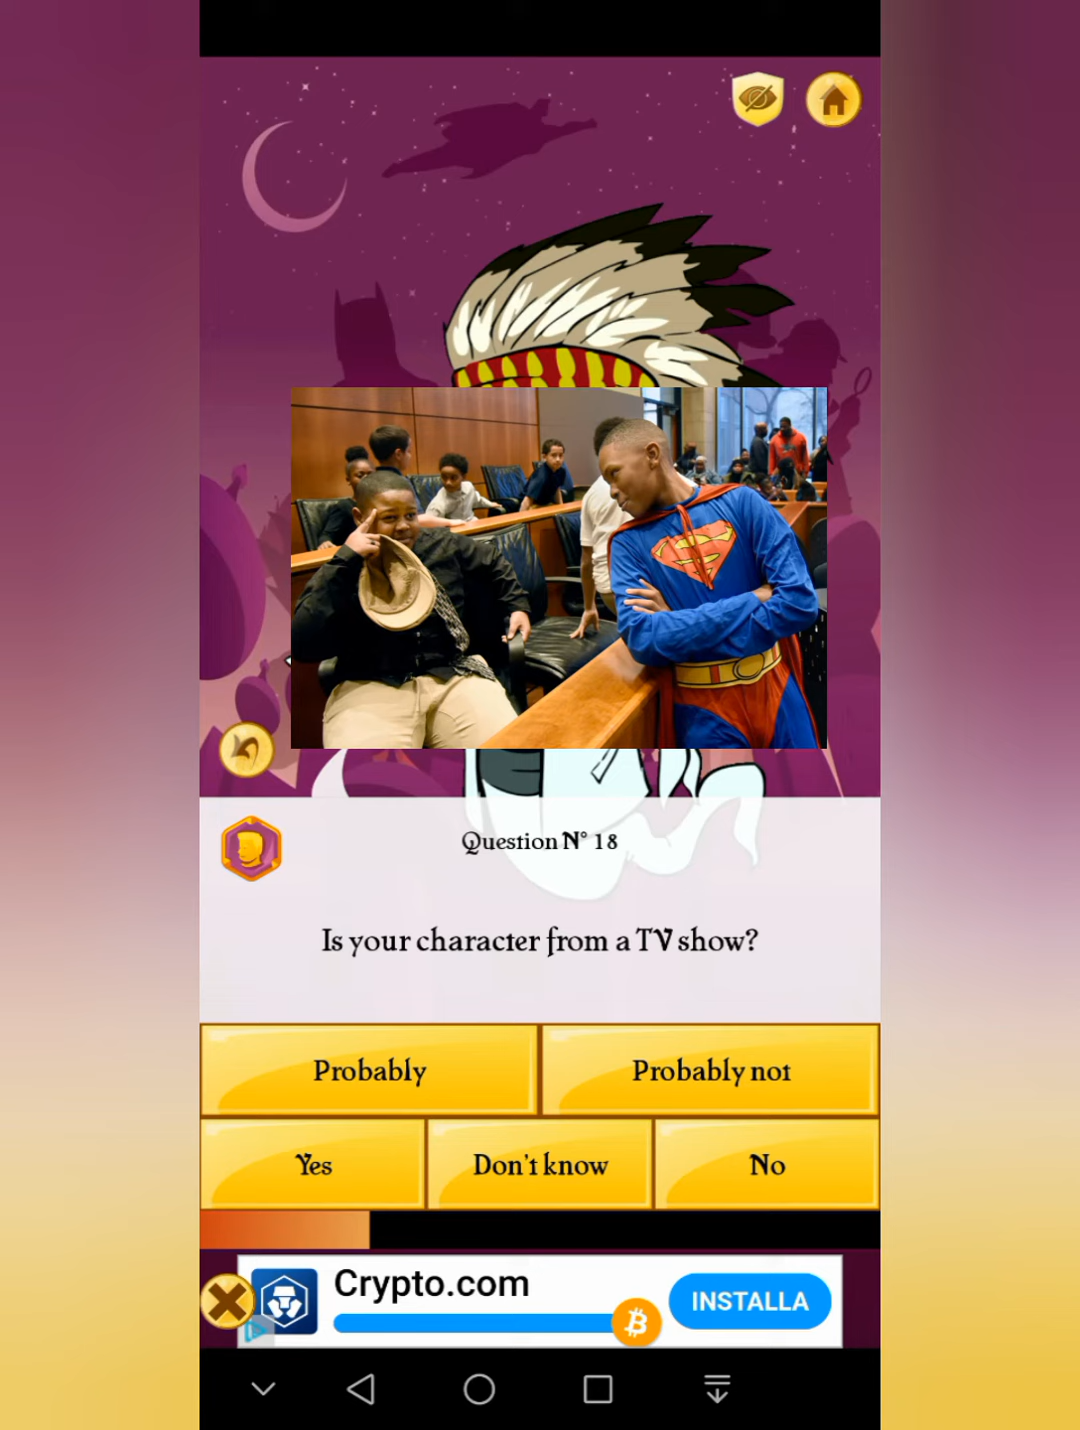 Question N° 18
Is your character from a TV show?
Probably
Probably not
Yes
Don't know
No
Crypto.com
INSTALLA